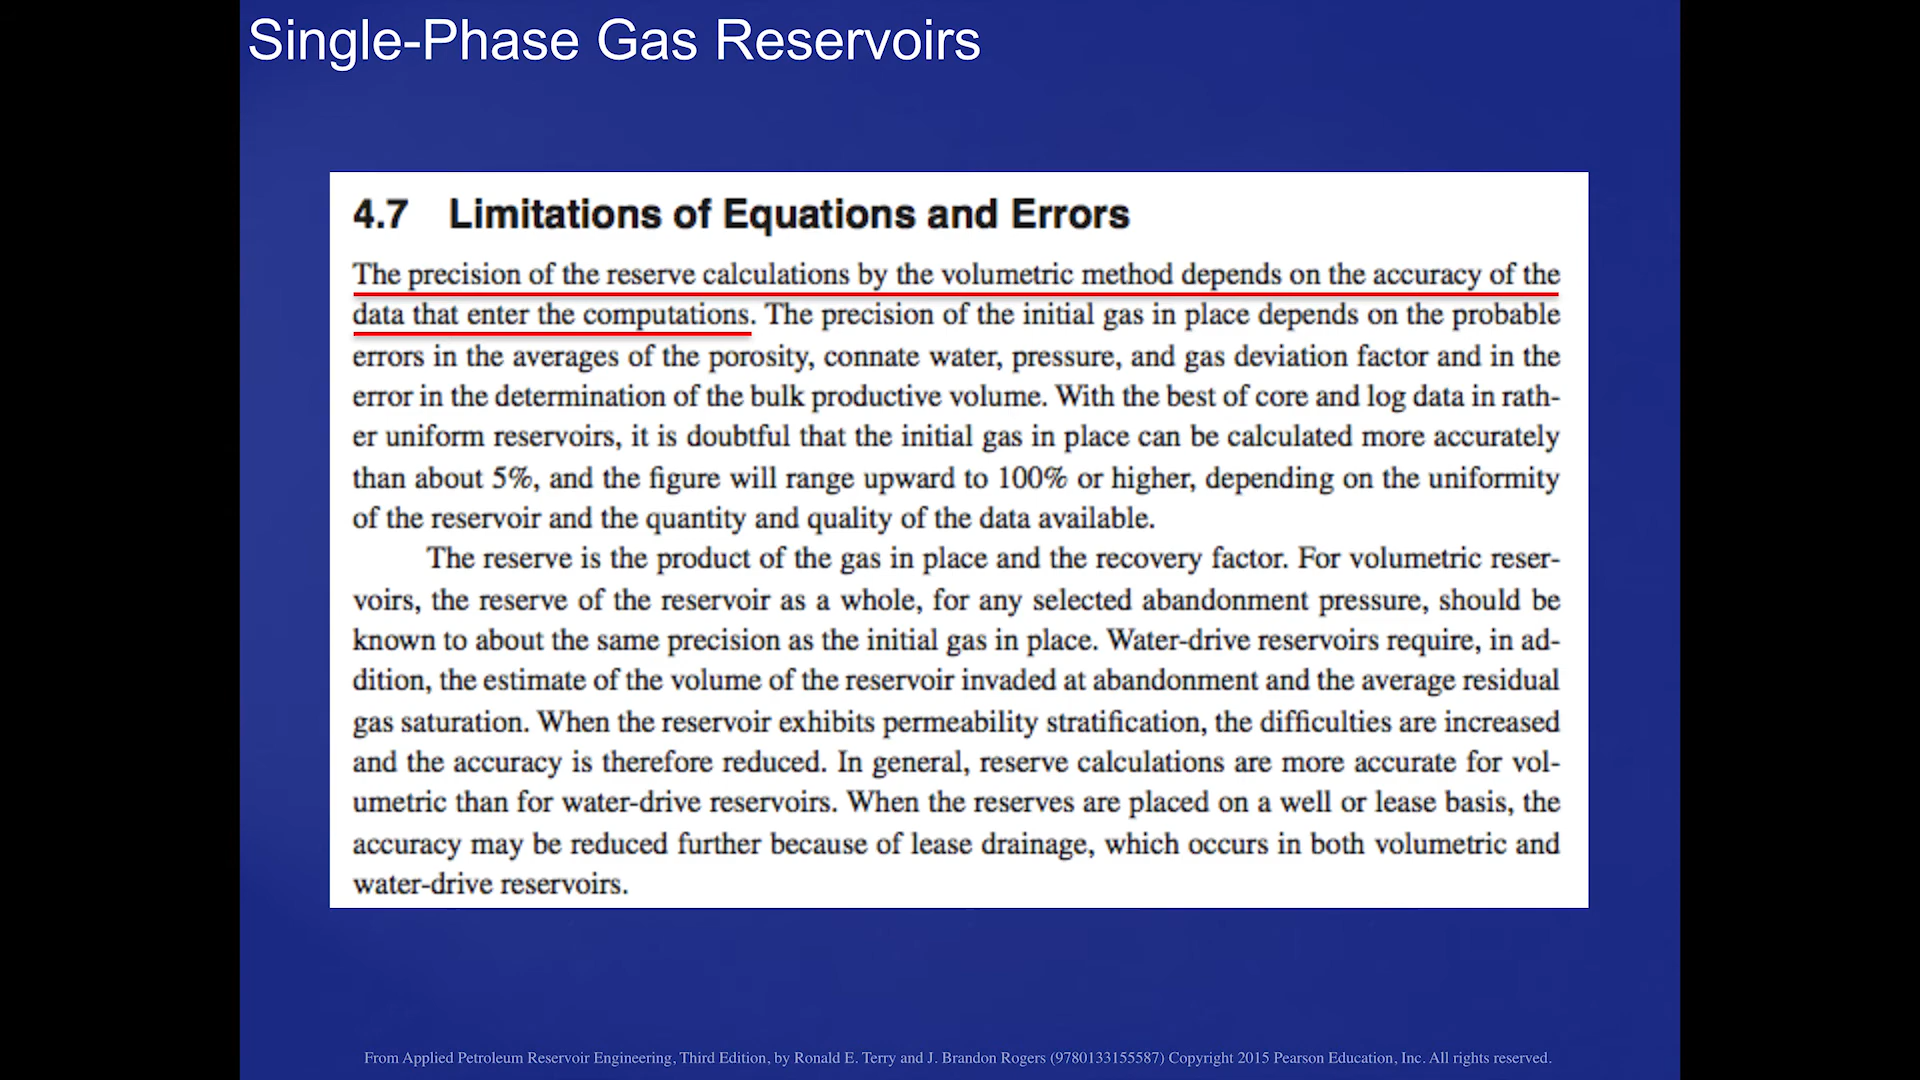 Single-Phase Gas Reservoirs
4.7 Limitations of Equations and Errors
The precision of the reserve calculations by the volumetric method depends on the accuracy of the
data that enter the computations. The precision of the initial gas in place depends on the probable
errors in the averages of the porosity, connate water, pressure, and gas deviation factor and in the
error in the determination of the bulk productive volume. With the best of core and log data in rath-
er uniform reservoirs, it is doubtful that the initial gas in place can be calculated more accurately
than about 5%, and the figure will range upward to 100% or higher, depending on the uniformity
of the reservoir and the quantity and quality of the data available.
The reserve is the product of the gas in place and the recovery factor. For volumetric reser-
voirs, the reserve of the reservoir as a whole, for any selected abandonment pressure, should be
known to about the same precision as the initial gas in place. Water-drive reservoirs require, in ad-
dition, the estimate of the volume of the reservoir invaded at abandonment and the average residual
gas saturation. When the reservoir exhibits permeability stratification, the difficulties are increased
and the accuracy is therefore reduced. In general, reserve calculations are more accurate for vol-
umetric than for water-drive reservoirs. When the reserves are placed on a well or lease basis, the
accuracy may be reduced further because of lease drainage, which occurs in both volumetric and
water-drive reservoirs.
From Applied Petroleum Reservoir Engineering, Third Edition, by Ronald E. Terry and J. Brandon Rogers (9780133155587) Copyright 2015 Pearson Education, Inc. All rights reserved.